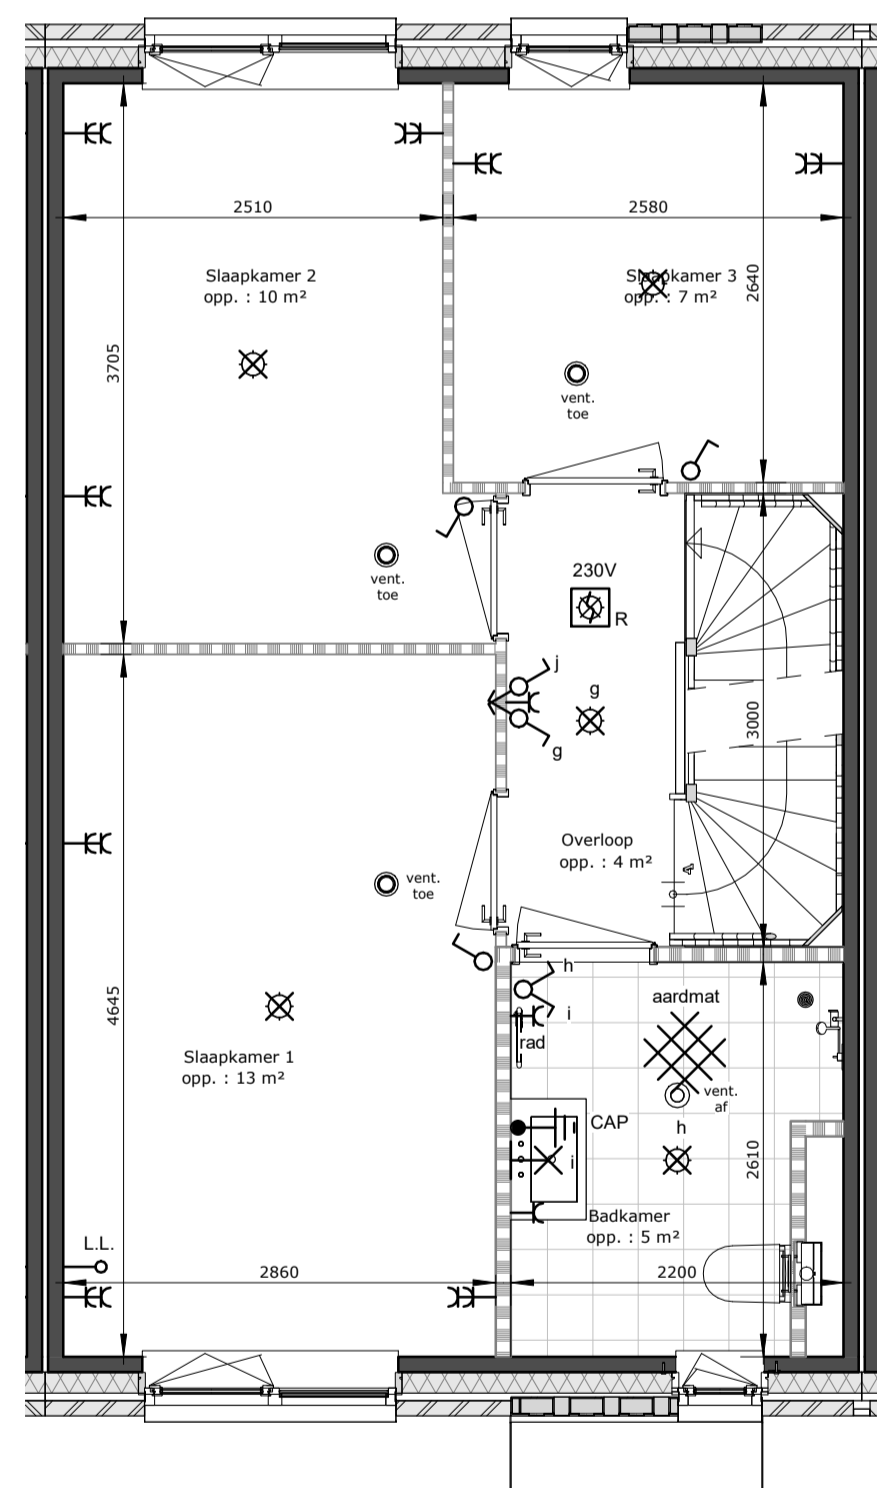 2510
2580
Slaapkamer 2
opp. : 10 m²
Slaapkamer 3
opp. : 7 m²
2640
3705
vent.
toe
vent.
toe
230V
R
j
g
g
3000
Overloop
opp. : 4 m²
A
vent.
toe
h
i
aardmat
rad
4645
Slaapkamer 1
opp. : 13 m²
vent.
af
CAP
h
i
2610
Badkamer
opp. : 5 m²
L.L.
2860
2200